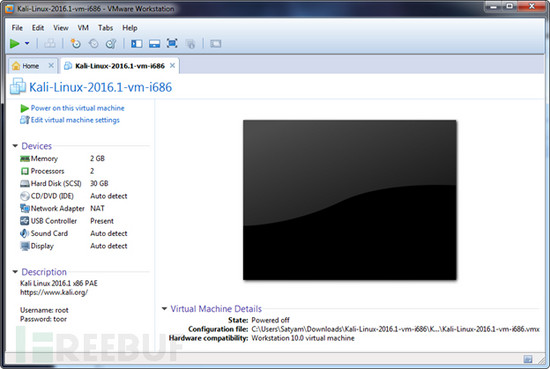 Kali-Linux-2016.1-vm-i686 - VMware Workstation
File Edit View VM Tabs Help
Home Kali-Linux-2016.1-vm-i686
Kali-Linux-2016.1-vm-i686
Power on this virtual machine
Edit virtual machine settings
Devices
Memory 2 GB
Processors 2
Hard Disk (SCSI) 30 GB
CD/DVD (IDE) Auto detect
Network Adapter NAT
USB Controller Present
Sound Card Auto detect
Display Auto detect
Description
Kali Linux 2016.1 x86 PAE
https://www.kali.org/
Username: root
Password: toor
Virtual Machine Details
State: Powered off
Configuration file: C:\Users\Satyam\Downloads\Kali-Linux-2016.1-vm-i686\K...\Kali-Linux-2016.1-vm-i686.vmx
Hardware compatibility: Workstation 10.0 virtual machine
FREEBUF